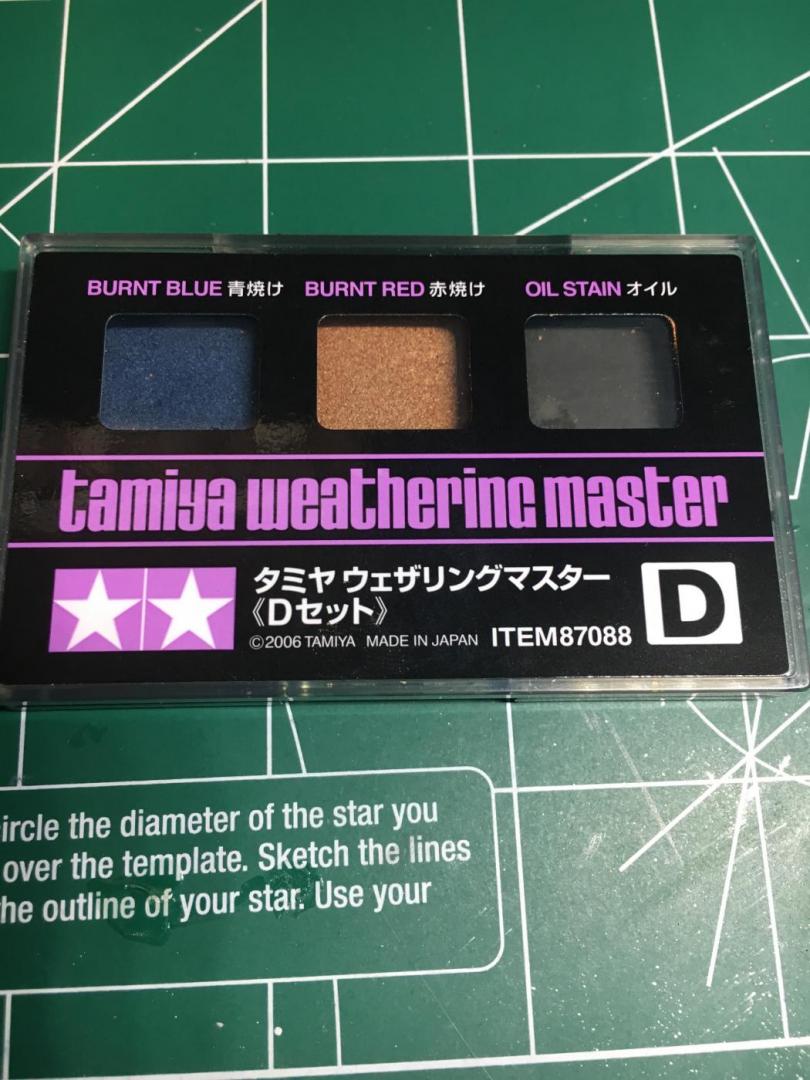 BURNT BLUE 青焼け BURNT RED 赤焼け OIL STAIN オイル
tamiya weathering master
タミヤ ウェザリングマスター
《Dセット》
©2006 TAMIYA MADE IN JAPAN ITEM87088
D
ircle the diameter of the star you
over the template. Sketch the lines
he outline of your star. Use your